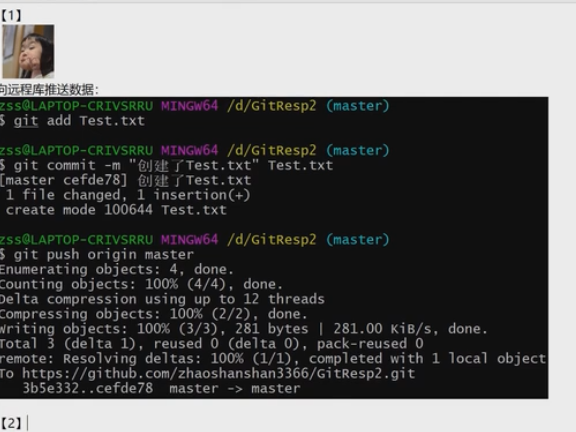 【1】
向远程库推送数据：
zss@LAPTOP-CRIVSRRU MINGW64 /d/GitResp2 (master)
$ git add Test.txt
zss@LAPTOP-CRIVSRRU MINGW64 /d/GitResp2 (master)
$ git commit -m "创建了Test.txt" Test.txt
[master cefde78] 创建了Test.txt
1 file changed, 1 insertion(+)
create mode 100644 Test.txt
zss@LAPTOP-CRIVSRRU MINGW64 /d/GitResp2 (master)
$ git push origin master
Enumerating objects: 4, done.
Counting objects: 100% (4/4), done.
Delta compression using up to 12 threads
Compressing objects: 100% (2/2), done.
Writing objects: 100% (3/3), 281 bytes | 281.00 KiB/s, done.
Total 3 (delta 1), reused 0 (delta 0), pack-reused 0
remote: Resolving deltas: 100% (1/1), completed with 1 local object
To https://github.com/zhaoshanshan3366/GitResp2.git
3b5e332..cefde78 master -> master
【2】